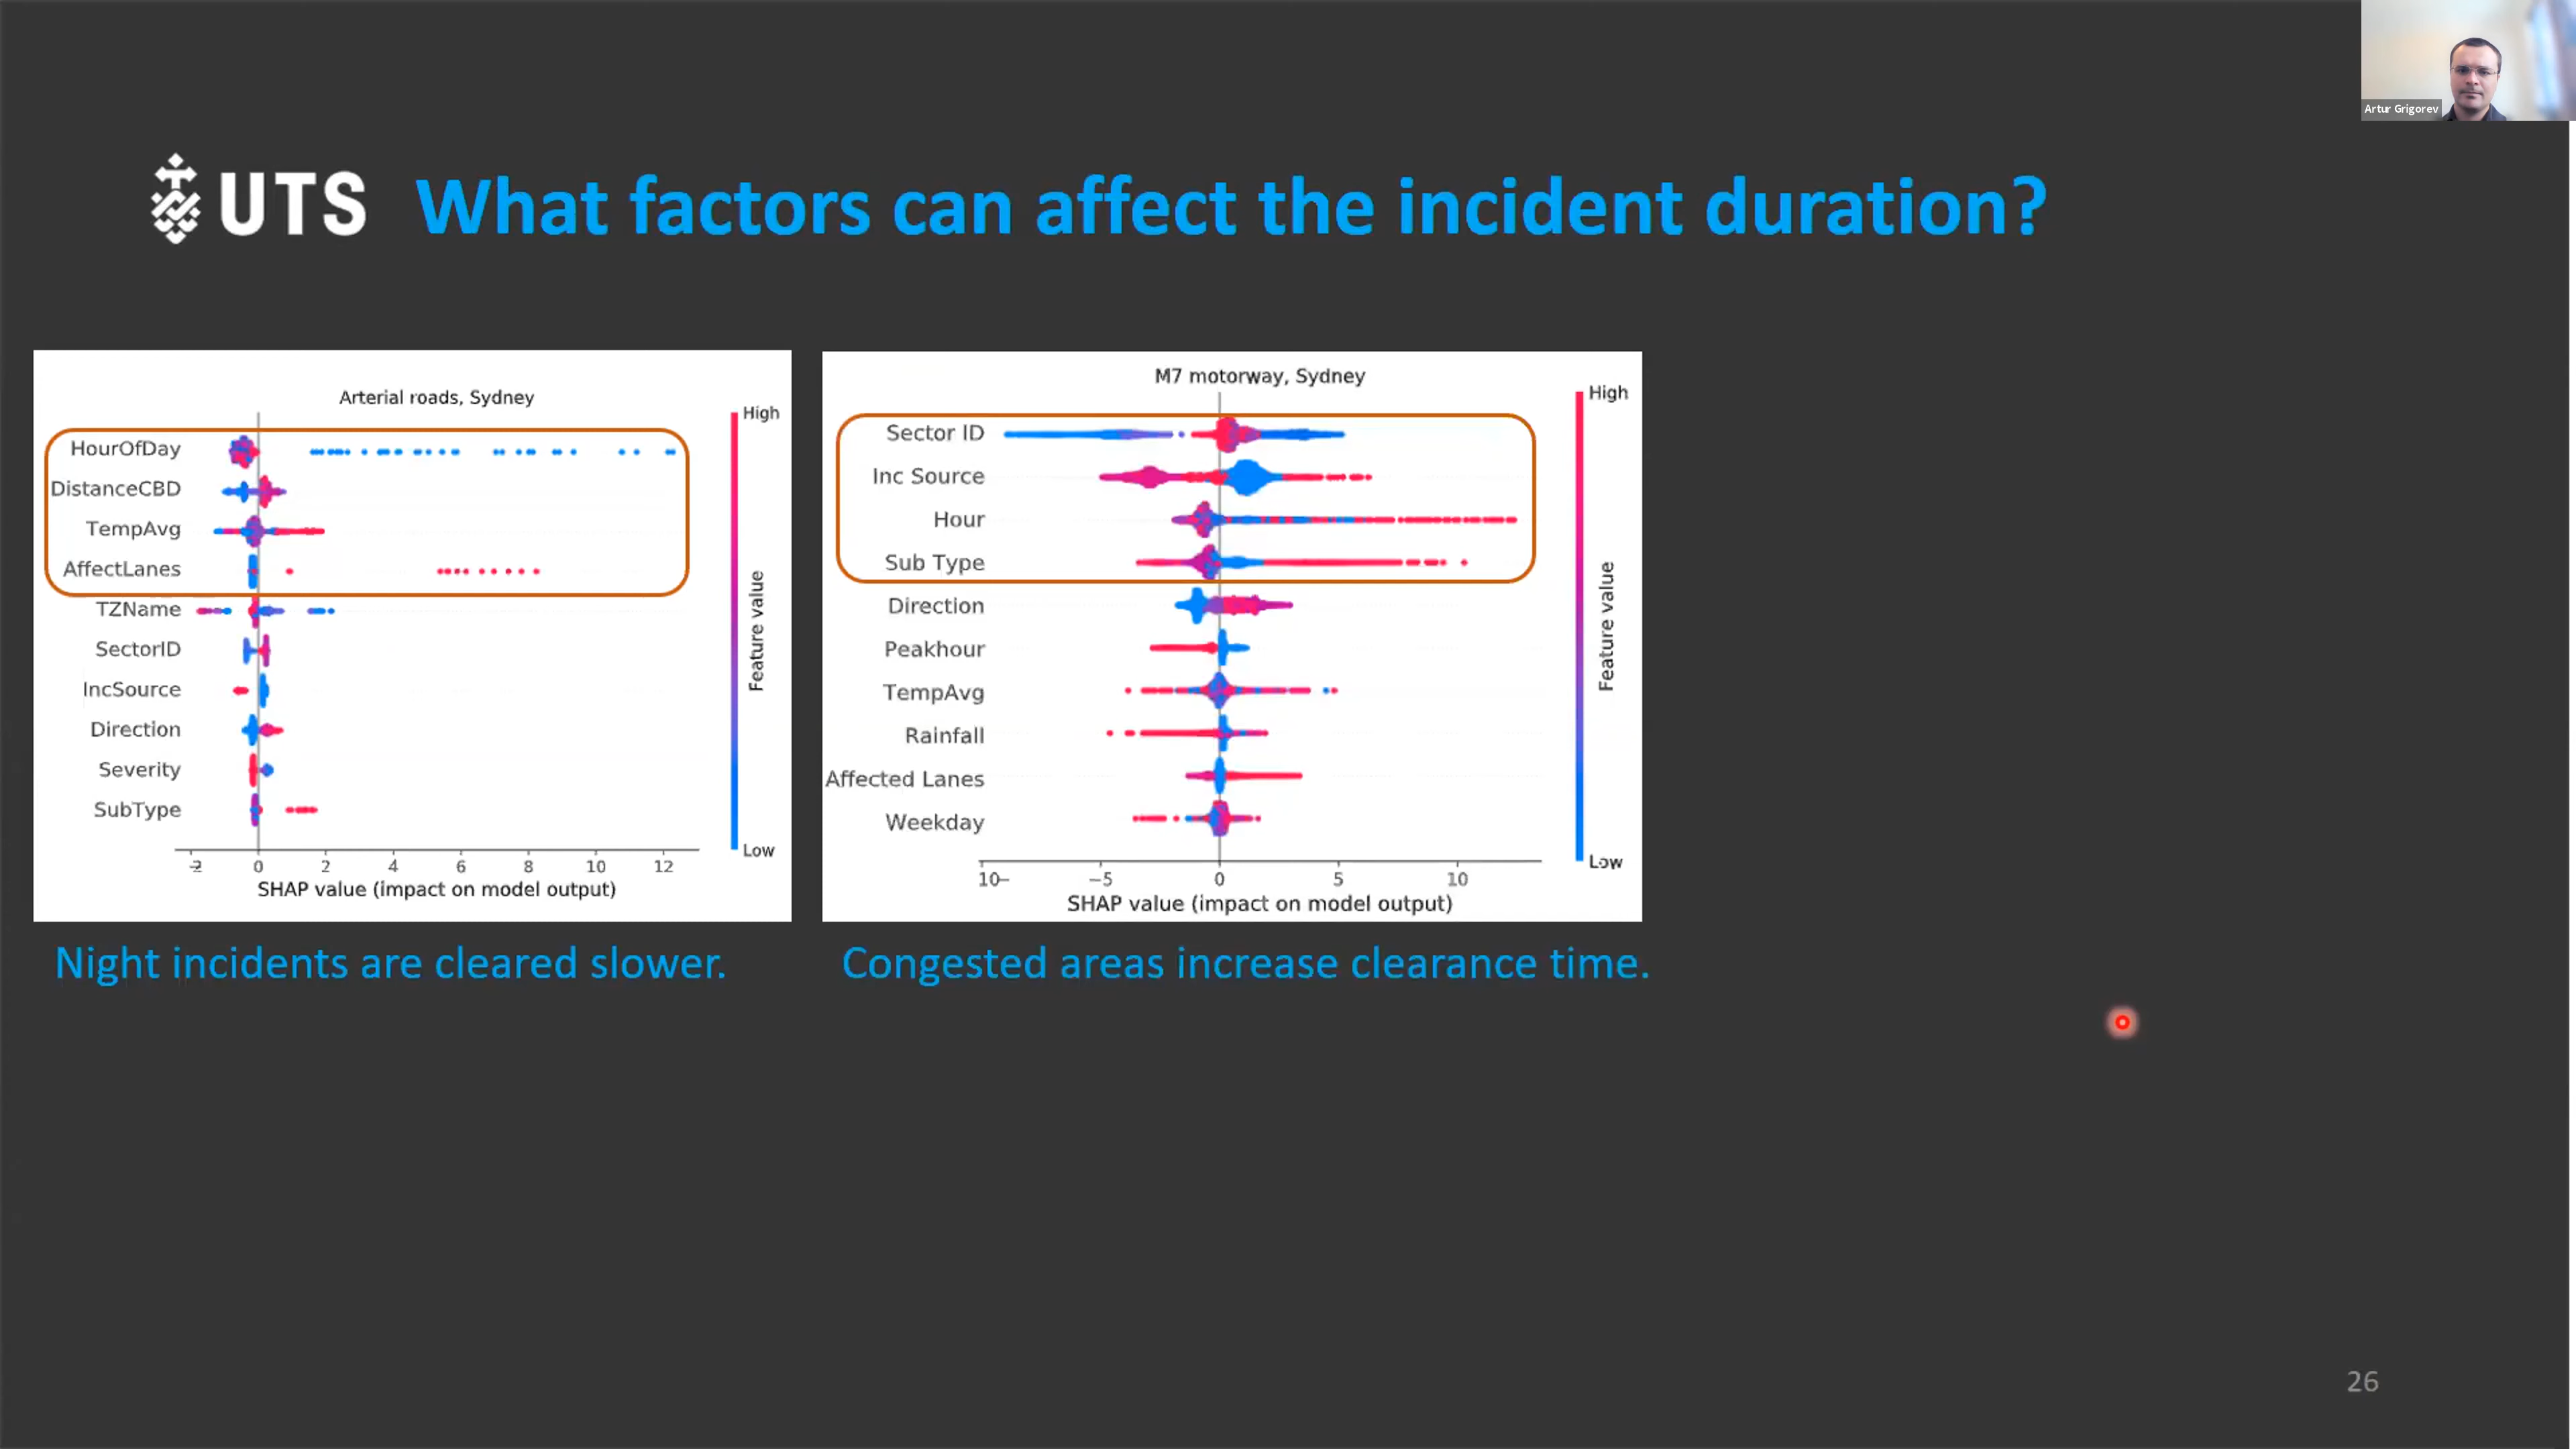 Artur Grigorev
UTS
What factors can affect the incident duration?
Arterial roads, Sydney
High
HourOfDay
DistanceCBD
TempAvg
AffectLanes
TZName
SectorID
IncSource
Direction
Severity
SubType
Feature value
Low
-2 0 2 4 6 8 10 12
SHAP value (impact on model output)
M7 motorway, Sydney
High
Sector ID
Inc Source
Hour
Sub Type
Direction
Peakhour
TempAvg
Rainfall
Affected Lanes
Weekday
Feature value
Low
10− −5 0 5 10
SHAP value (impact on model output)
Night incidents are cleared slower.
Congested areas increase clearance time.
26